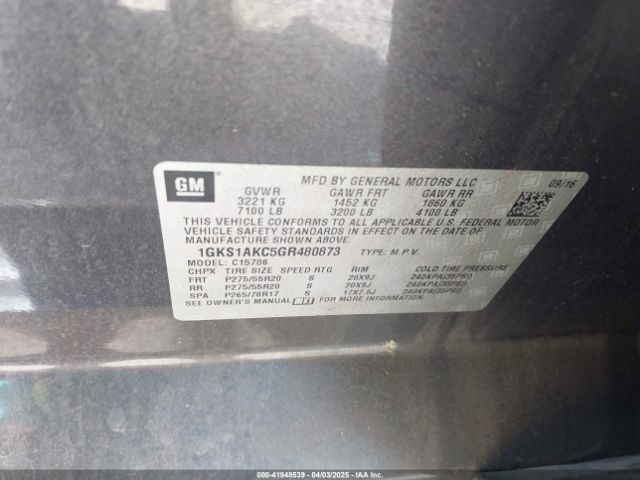 GM
MFD BY GENERAL MOTORS LLC 09/16
GVWR GAWR FRT GAWR RR
3221 KG 1452 KG 1860 KG
7100 LB 3200 LB 4100 LB
THIS VEHICLE CONFORMS TO ALL APPLICABLE U.S. FEDERAL MOTOR
VEHICLE SAFETY STANDARDS IN EFFECT ON THE DATE OF
MANUFACTURE SHOWN ABOVE.
1GKS1AKC5GR480873 TYPE: M.P.V.
MODEL: C15706
CHPX TIRE SIZE SPEED RTG RIM COLD TIRE PRESSURE
FRT P275/55R20 S 20X9J 240KPA(35PSI)
RR P275/55R20 S 20X9J 240KPA(35PSI)
SPA P265/70R17 S 17X7.5J 240KPA(35PSI)
SEE OWNER'S MANUAL FOR MORE INFORMATION.
000-41948539 - 04/03/2025 - IAAI.COM